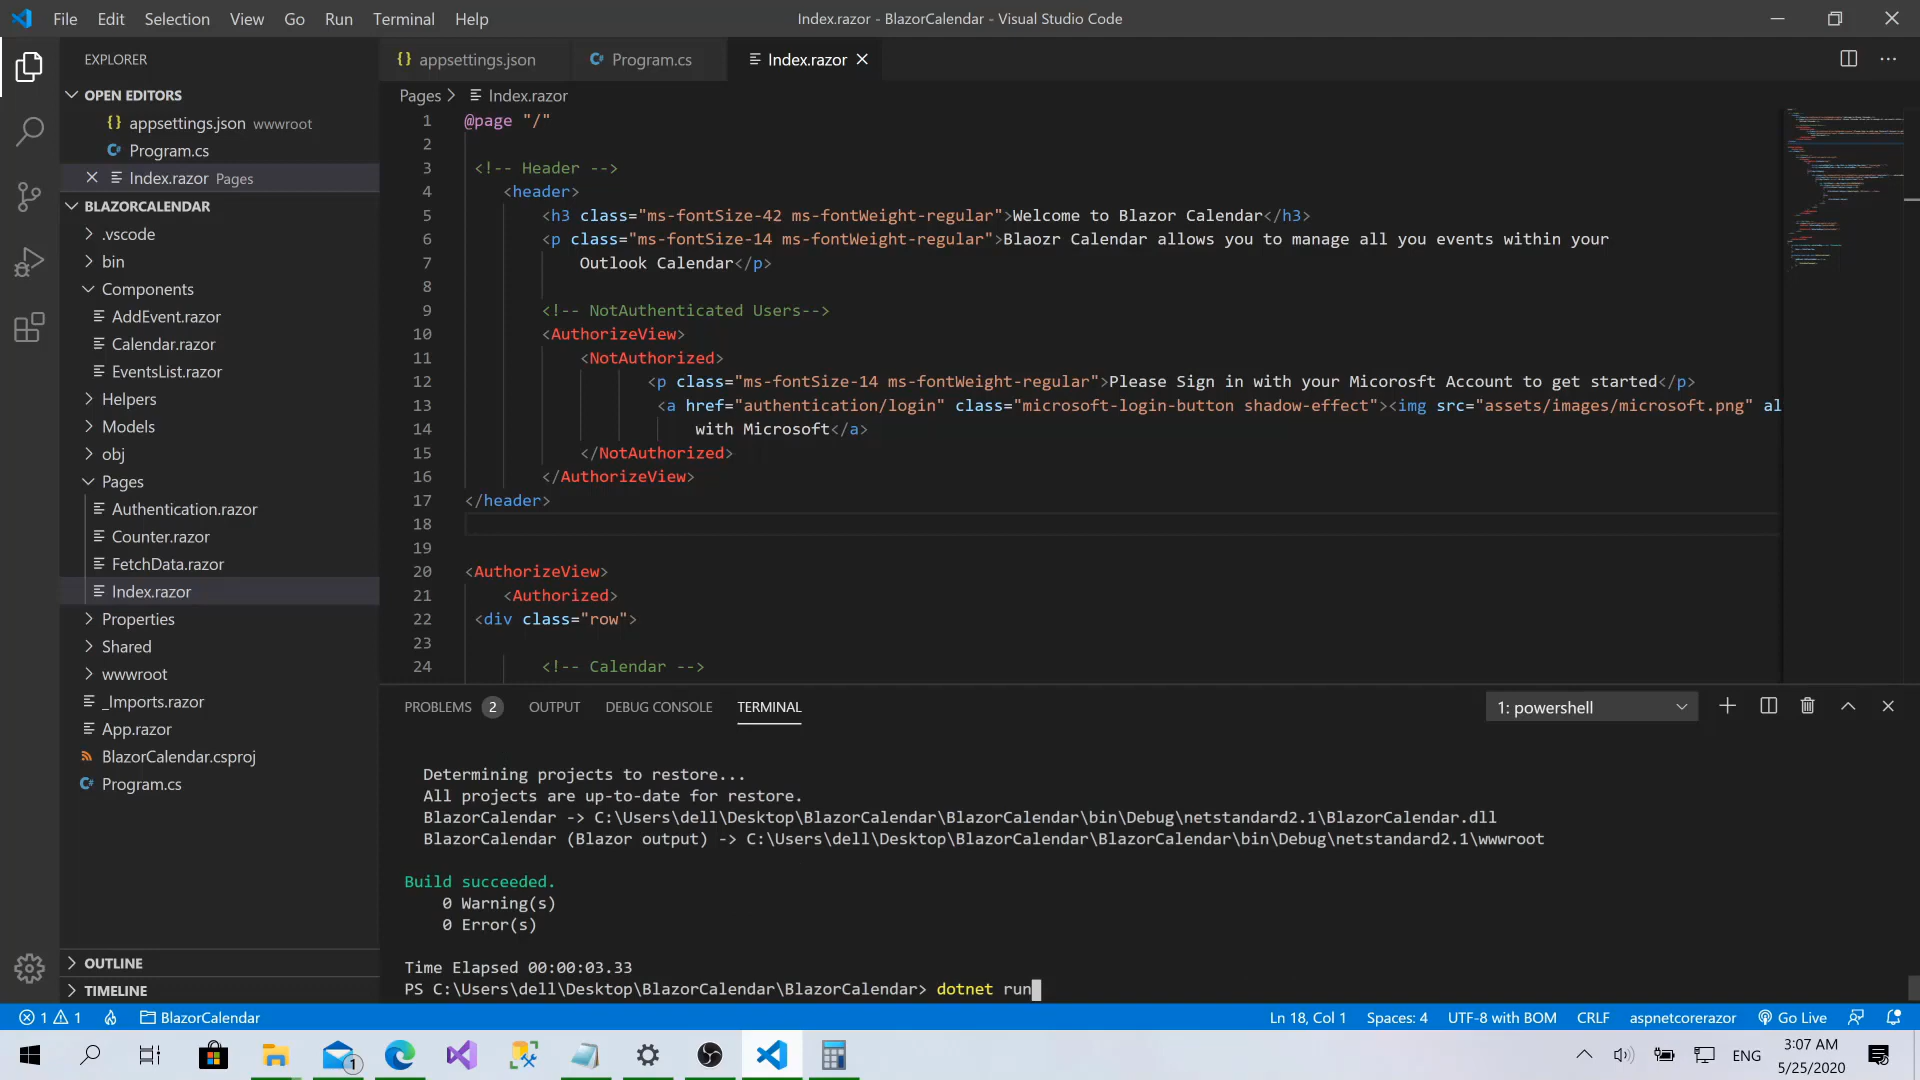 File Edit Selection View Go Run Terminal Help
Index.razor - BlazorCalendar - Visual Studio Code
EXPLORER
OPEN EDITORS
appsettings.json wwwroot
Program.cs
Index.razor Pages
BLAZORCALENDAR
.vscode
bin
Components
AddEvent.razor
Calendar.razor
EventsList.razor
Helpers
Models
obj
Pages
Authentication.razor
Counter.razor
FetchData.razor
Index.razor
Properties
Shared
wwwroot
_Imports.razor
App.razor
BlazorCalendar.csproj
Program.cs
OUTLINE
TIMELINE
{} appsettings.json Program.cs Index.razor
Pages > Index.razor
1 @page "/"
2
3 <!-- Header -->
4 <header>
5 <h3 class="ms-fontSize-42 ms-fontWeight-regular">Welcome to Blazor Calendar</h3>
6 <p class="ms-fontSize-14 ms-fontWeight-regular">Blaozr Calendar allows you to manage all you events within your
7 Outlook Calendar</p>
8
9 <!-- NotAuthenticated Users-->
10 <AuthorizeView>
11 <NotAuthorized>
12 <p class="ms-fontSize-14 ms-fontWeight-regular">Please Sign in with your Micorosft Account to get started</p>
13 <a href="authentication/login" class="microsoft-login-button shadow-effect"><img src="assets/images/microsoft.png" al
14 with Microsoft</a>
15 </NotAuthorized>
16 </AuthorizeView>
17 </header>
18
19
20 <AuthorizeView>
21 <Authorized>
22 <div class="row">
23
24 <!-- Calendar -->
PROBLEMS 2 OUTPUT DEBUG CONSOLE TERMINAL
1: powershell
Determining projects to restore...
All projects are up-to-date for restore.
BlazorCalendar -> C:\Users\dell\Desktop\BlazorCalendar\BlazorCalendar\bin\Debug\netstandard2.1\BlazorCalendar.dll
BlazorCalendar (Blazor output) -> C:\Users\dell\Desktop\BlazorCalendar\BlazorCalendar\bin\Debug\netstandard2.1\wwwroot
Build succeeded.
0 Warning(s)
0 Error(s)
Time Elapsed 00:00:03.33
PS C:\Users\dell\Desktop\BlazorCalendar\BlazorCalendar> dotnet run
1 1 BlazorCalendar
Ln 18, Col 1 Spaces: 4 UTF-8 with BOM CRLF aspnetcorerazor Go Live
1
ENG
3:07 AM
5/25/2020